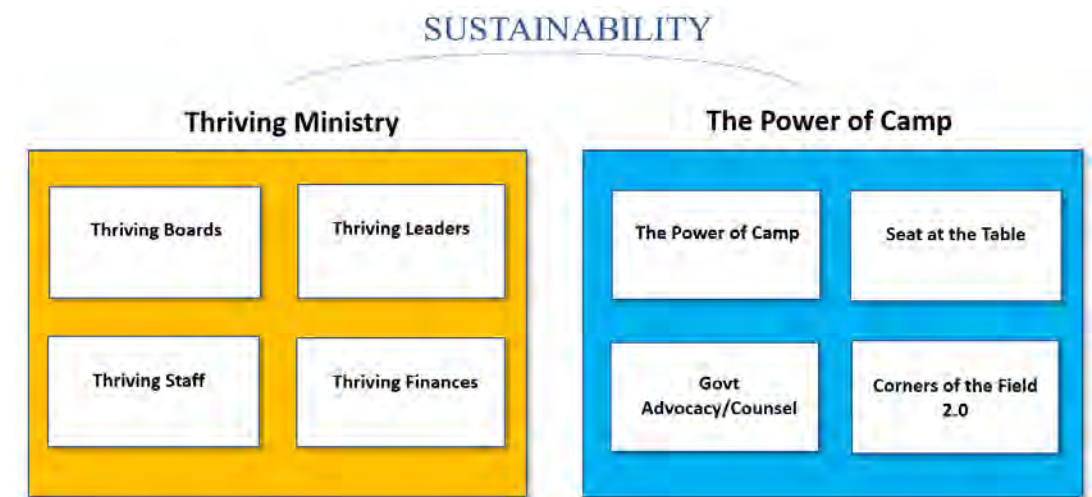 SUSTAINABILITY
Thriving Ministry
Thriving Boards
Thriving Leaders
Thriving Staff
Thriving Finances
The Power of Camp
The Power of Camp
Seat at the Table
Govt
Advocacy/Counsel
Corners of the Field
2.0